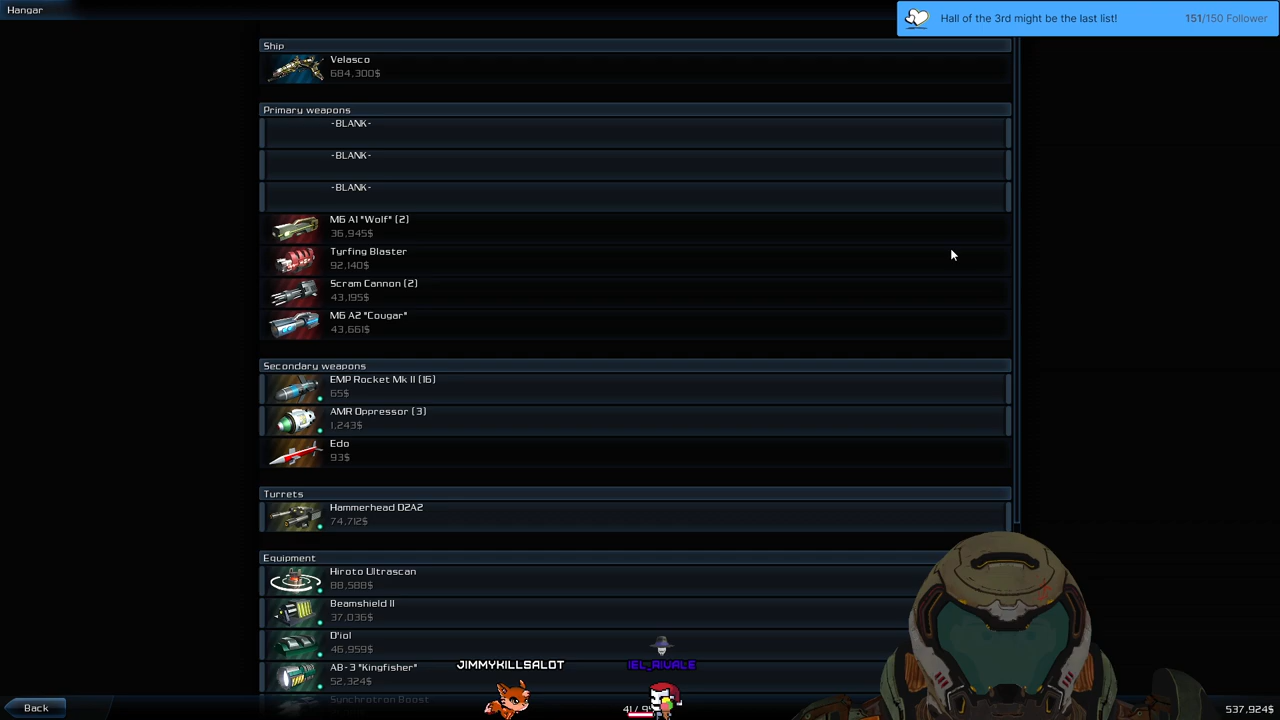 Hangar
Hall of the 3rd might be the last list!
151/150 Follower
Ship
Velasco
684,300$
Primary weapons
-BLANK-
-BLANK-
-BLANK-
M6 A1 "Wolf" (2)
36,945$
Tyrfing Blaster
92,140$
Scram Cannon (2)
43,195$
M6 A2 "Cougar"
43,661$
Secondary weapons
EMP Rocket Mk II (16)
65$
AMR Oppressor (3)
1,243$
Edo
93$
Turrets
Hammerhead D2A2
74,712$
Equipment
Hiroto Ultrascan
88,588$
Beamshield II
37,036$
D'iol
46,959$
AB-3 "Kingfisher"
52,324$
JIMMYKILLSALOT
IEL_RIVALE
Synchrotron Boost
Back
537,924$